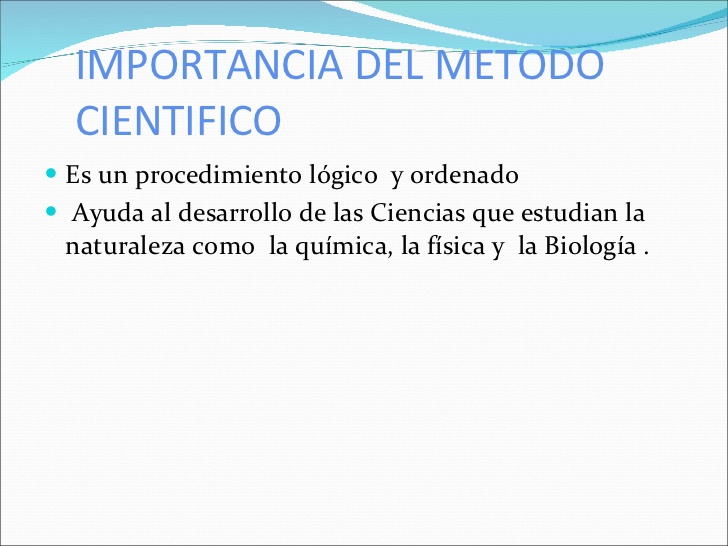 IMPORTANCIA DEL METODO
CIENTIFICO
• Es un procedimiento lógico y ordenado
• Ayuda al desarrollo de las Ciencias que estudian la
naturaleza como la química, la física y la Biología .